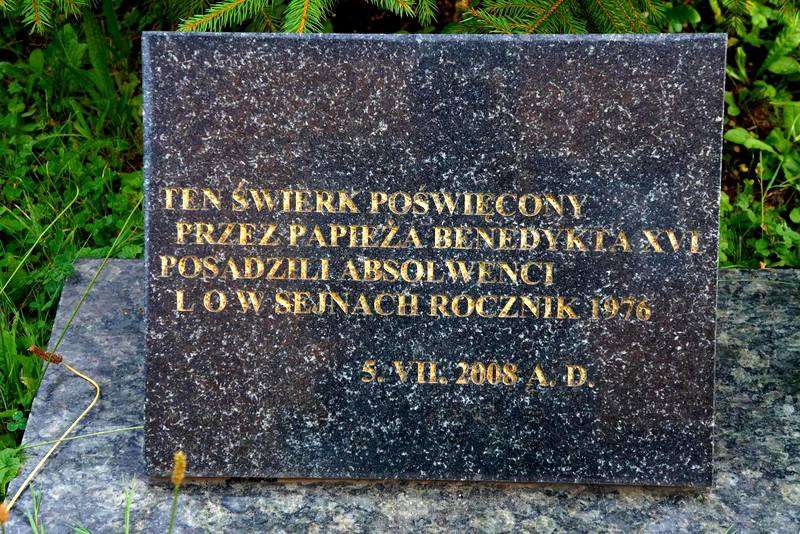 TEN ŚWIERK POŚWIĘCONY
PRZEZ PAPIEŻA BENEDYKTA XVI
POSADZILI ABSOLWENCI
L O W SEJNACH ROCZNIK 1976
5. VII. 2008 A. D.